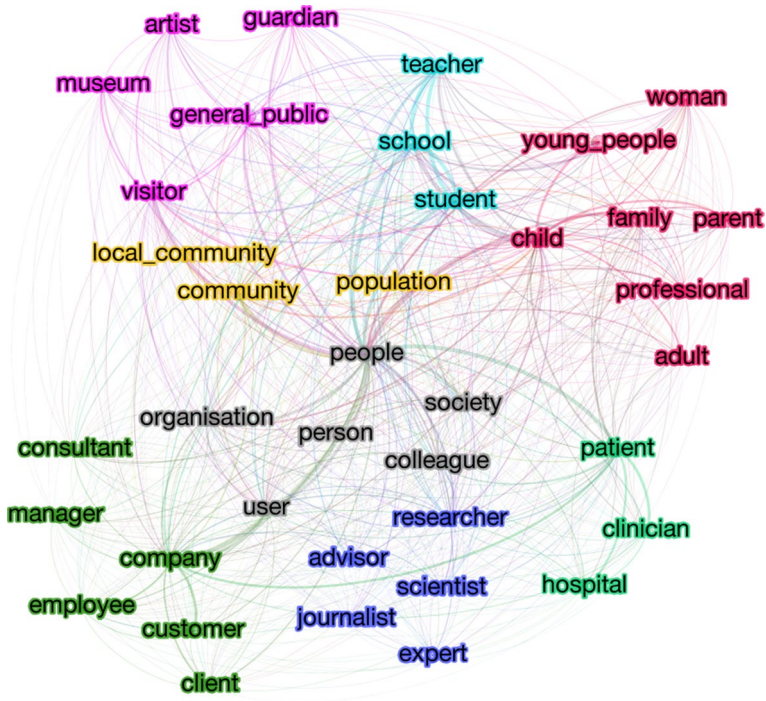 artist
guardian
teacher
museum
woman
general_public
school
young_people
visitor
student
family
parent
child
local_community
population
community
professional
people
adult
society
organisation
person
consultant
patient
colleague
user
manager
researcher
clinician
company
advisor
scientist
hospital
employee
journalist
customer
expert
client